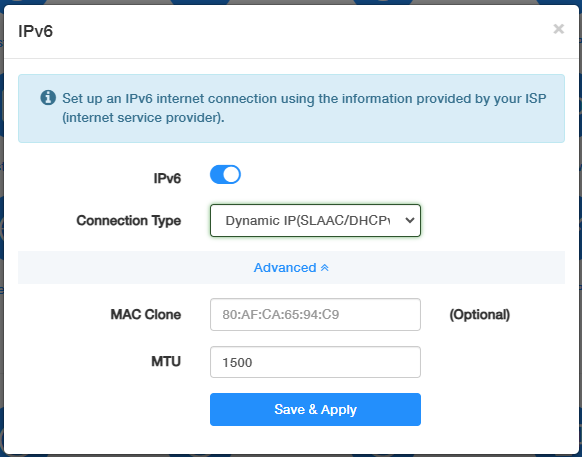 IPv6
×
Set up an IPv6 internet connection using the information provided by your ISP
(internet service provider).
IPv6
Connection Type Dynamic IP(SLAAC/DHCPv
Advanced
MAC Clone 80:AF:CA:65:94:C9 (Optional)
MTU 1500
Save & Apply